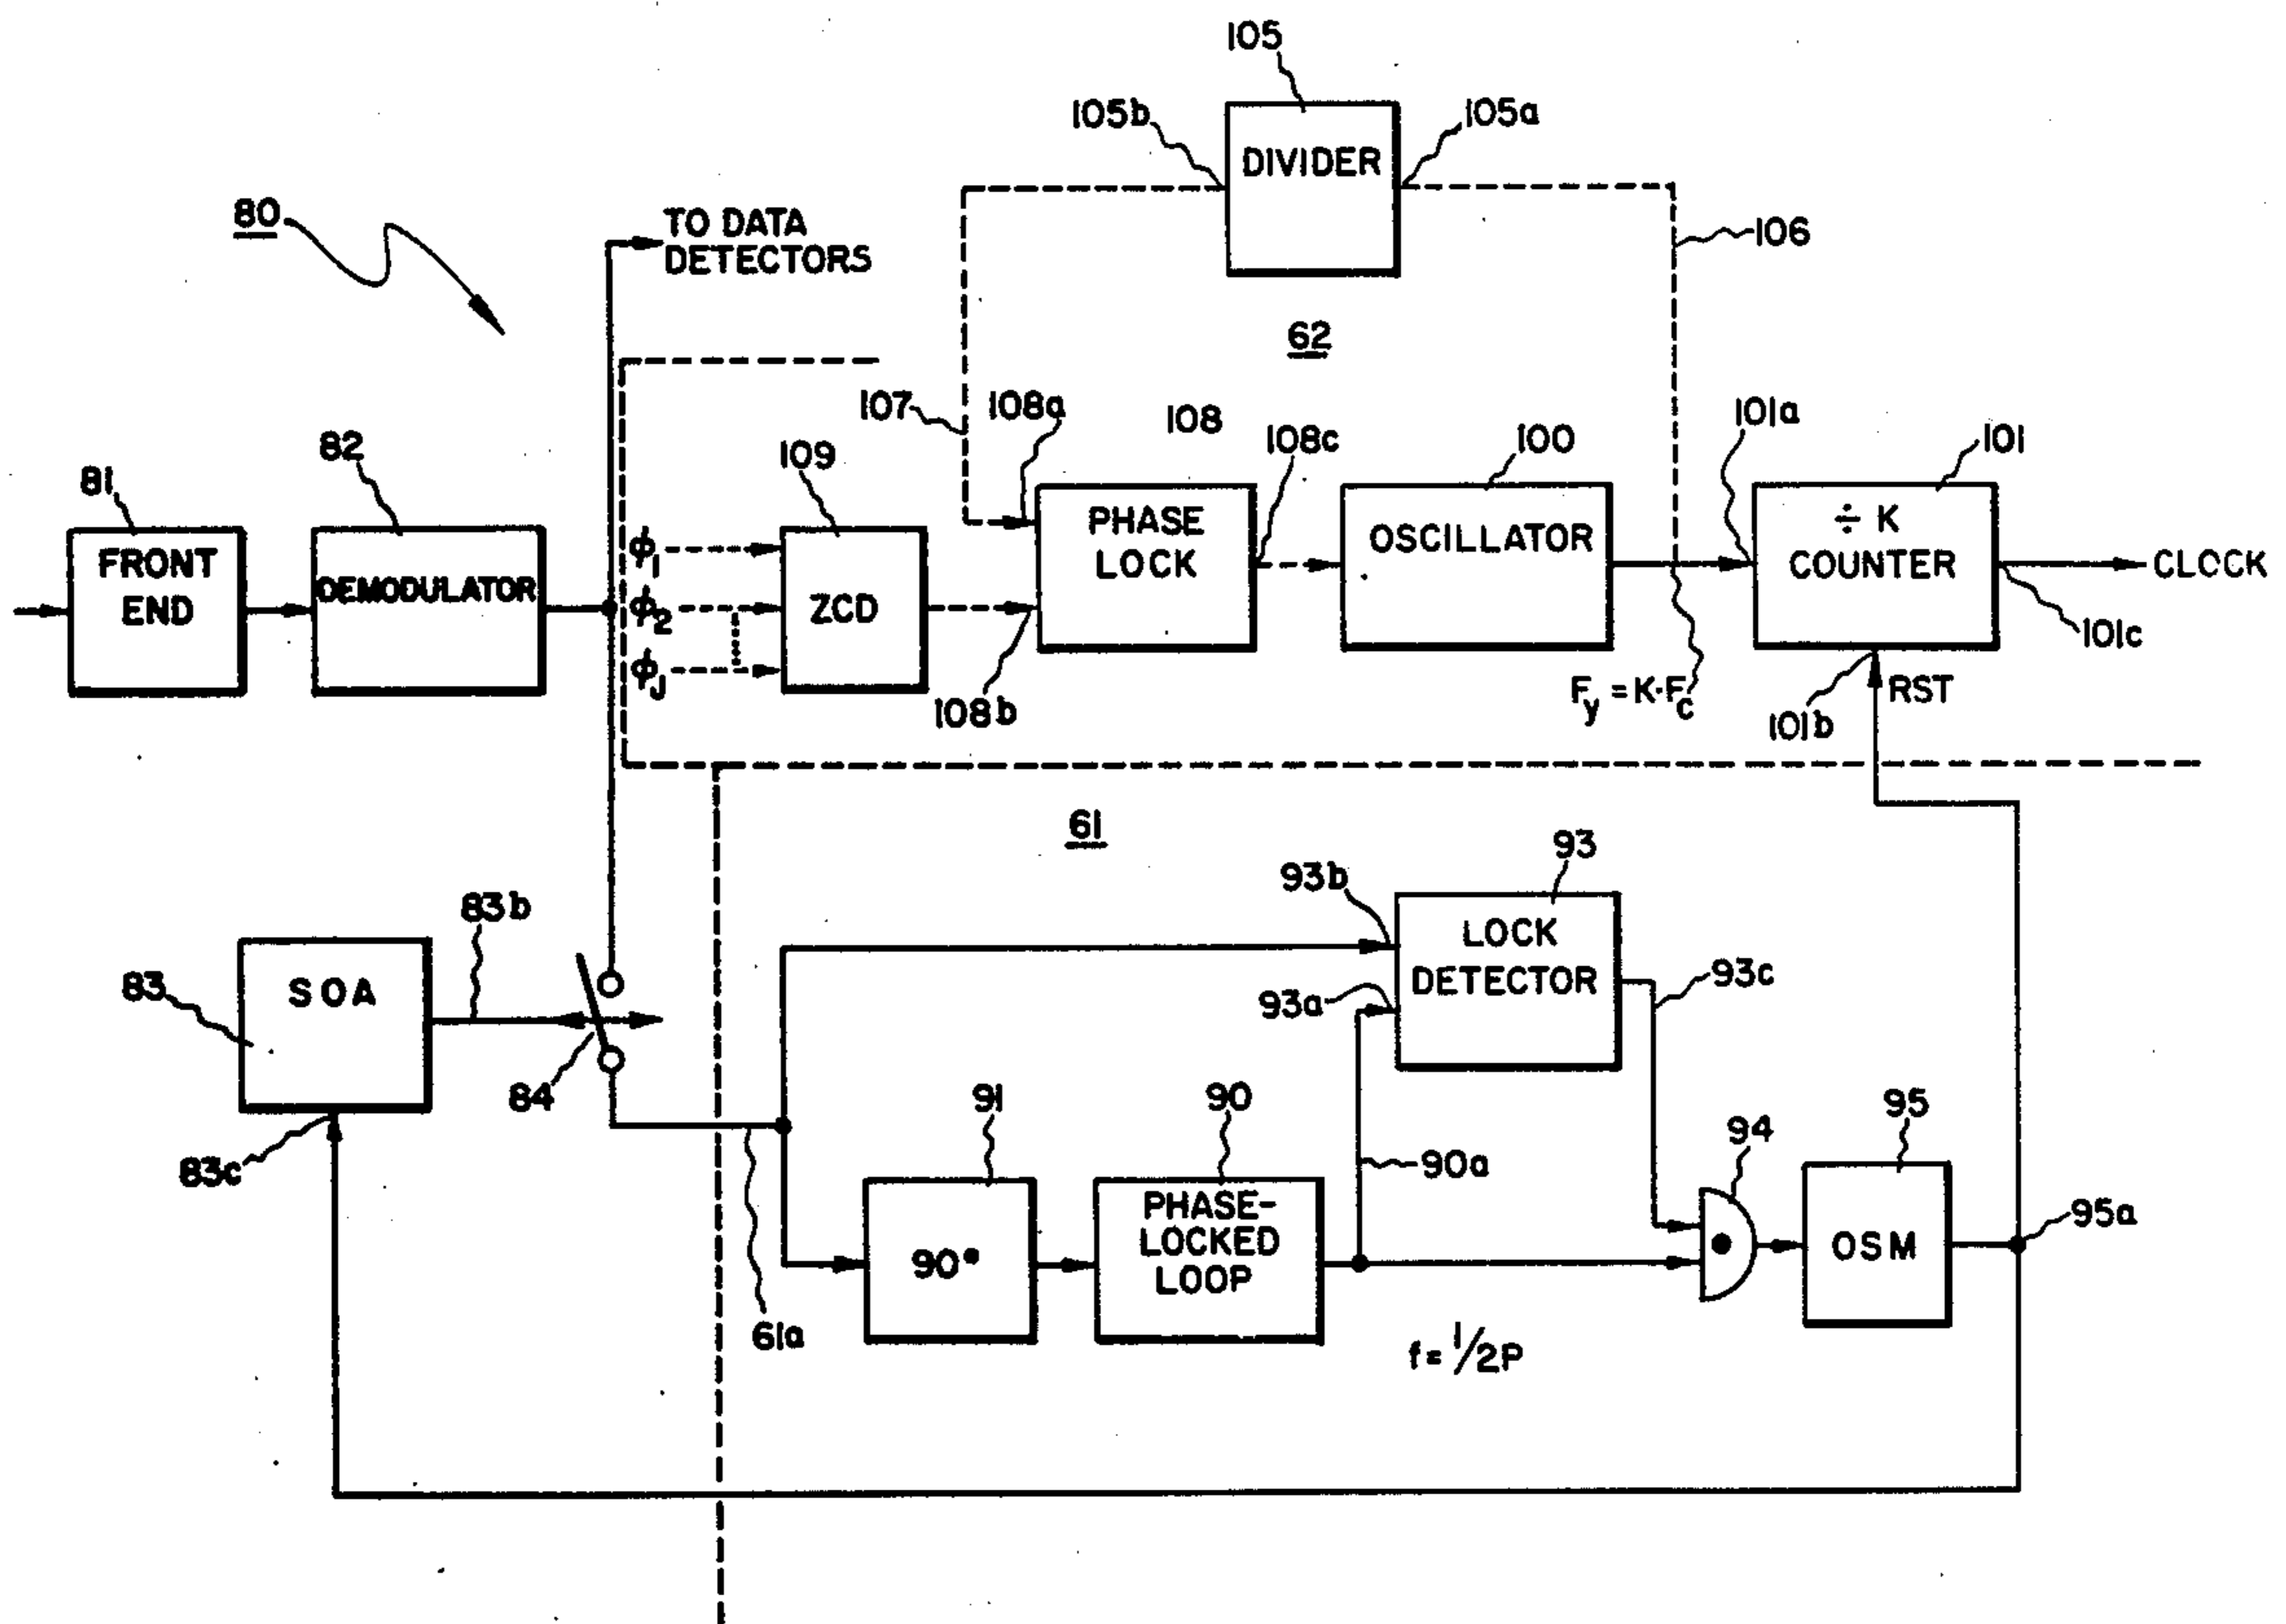 105
105b
105a
DIVIDER
80
TO DATA
DETECTORS
106
62
107
108a
108
108c
100
101a
101
81
82
109
FRONT
END
DEMODULATOR
ϕ1
ϕ2
ϕJ
ZCD
PHASE
LOCK
OSCILLATOR
÷ K
COUNTER
CLOCK
101c
108b
Fy = K·Fc
101b
RST
61
93
93b
LOCK
DETECTOR
93a
93c
83b
83
SOA
84
83c
91
90
90a
94
95
95a
90°
PHASE-
LOCKED
LOOP
OSM
61a
f = 1/2P